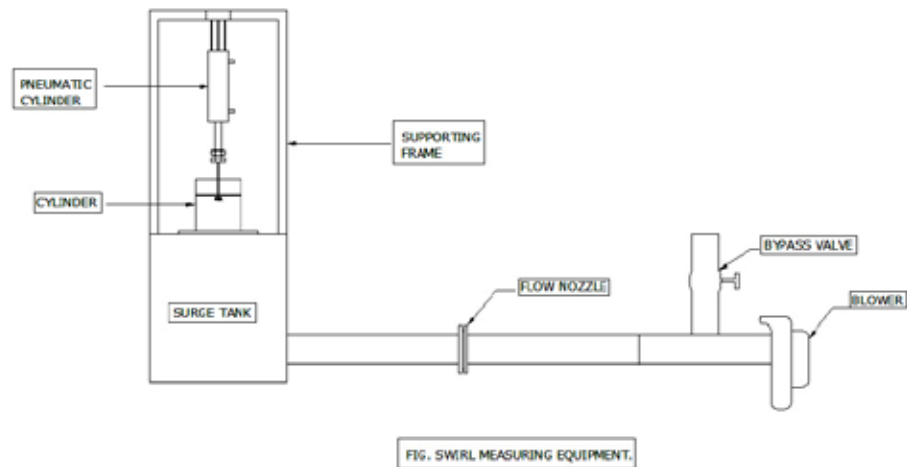 PNEUMATIC
CYLINDER
SUPPORTING
FRAME
CYLINDER
BYPASS VALVE
FLOW NOZZLE
BLOWER
SURGE TANK
FIG. SWIRL MEASURING EQUIPMENT.